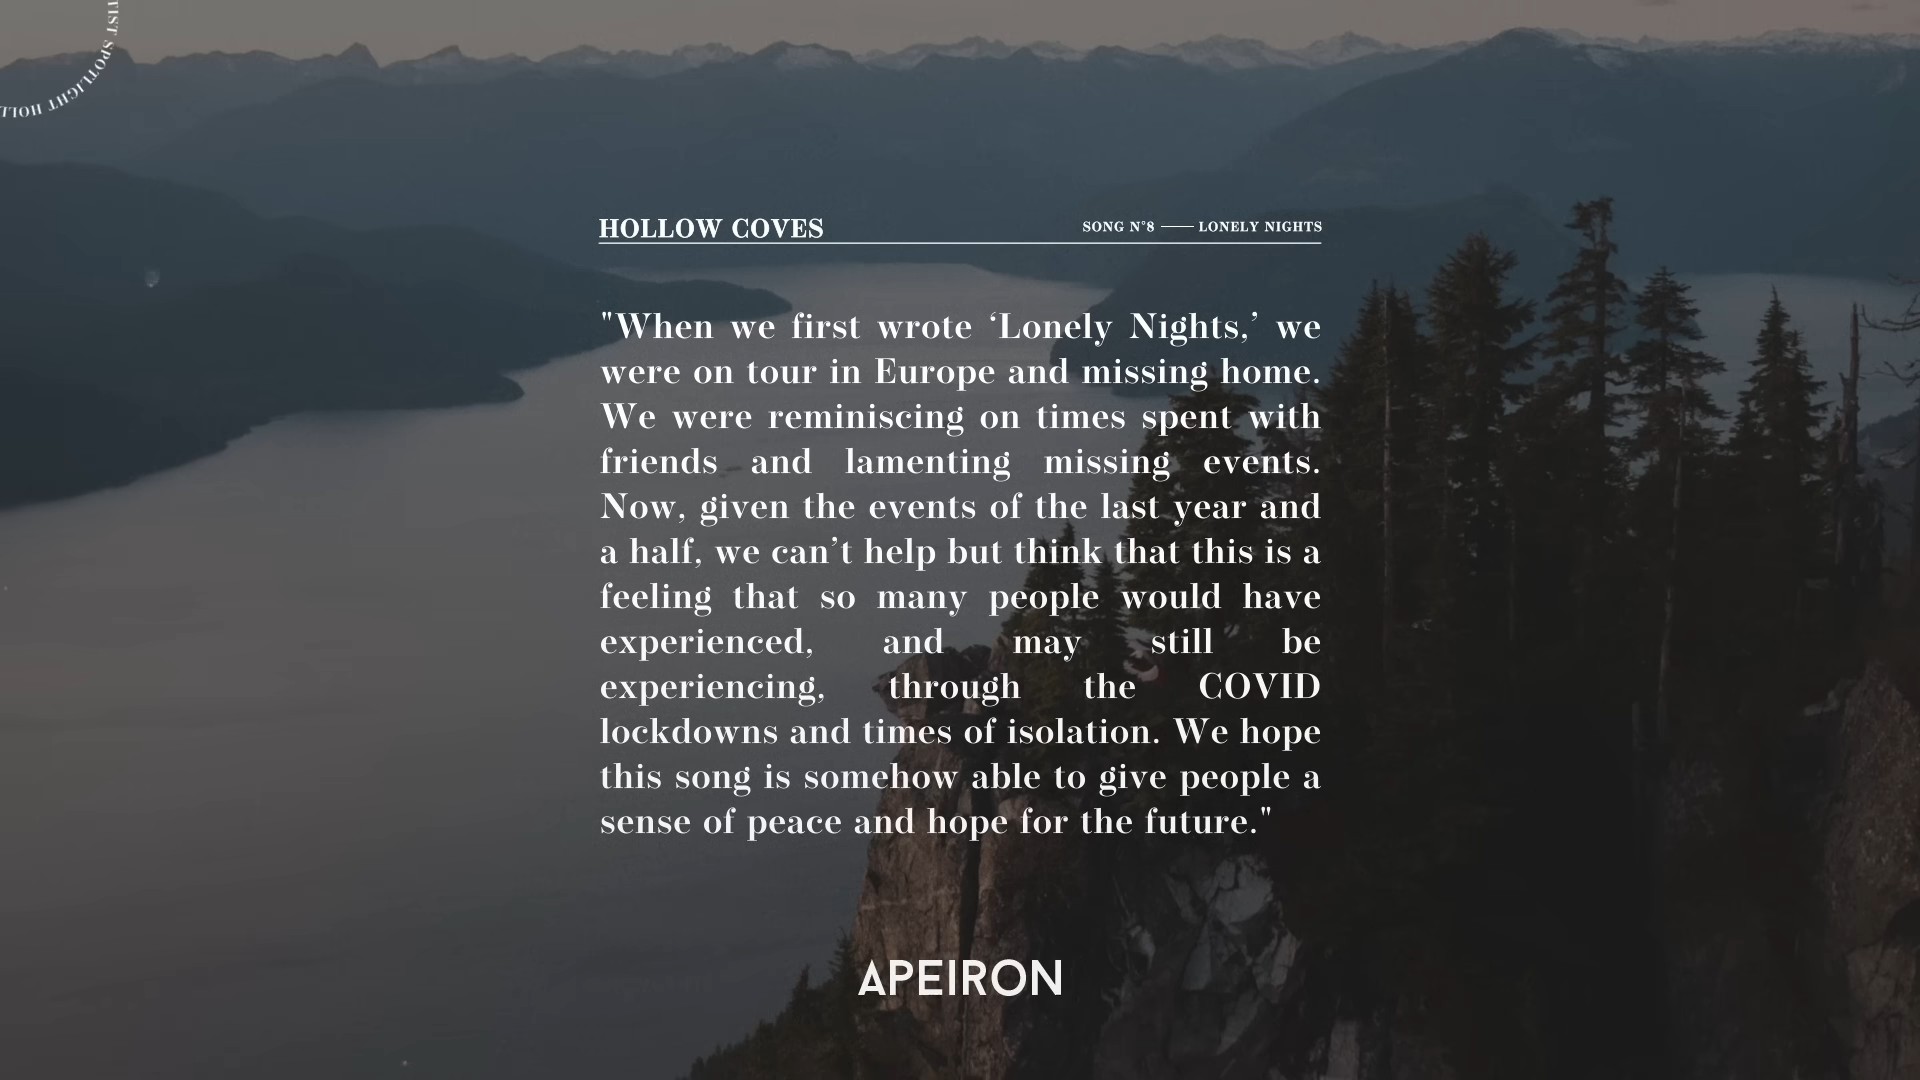 TIST SPOTLIGHT HOLL
HOLLOW COVES
SONG N°8 — LONELY NIGHTS
"When we first wrote ‘Lonely Nights,’ we
were on tour in Europe and missing home.
We were reminiscing on times spent with
friends and lamenting missing events.
Now, given the events of the last year and
a half, we can’t help but think that this is a
feeling that so many people would have
experienced, and may still be
experiencing, through the COVID
lockdowns and times of isolation. We hope
this song is somehow able to give people a
sense of peace and hope for the future."
APEIRON